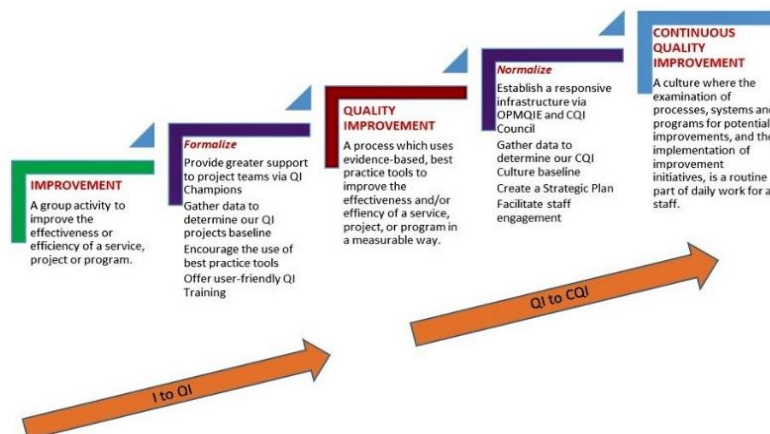 IMPROVEMENT
A group activity to
improve the
effectiveness or
efficiency of a service,
project or program.
Formalize
Provide greater support
to project teams via QI
Champions
Gather data to
determine our QI
projects baseline
Encourage the use of
best practice tools
Offer user-friendly QI
Training
QUALITY
IMPROVEMENT
A process which uses
evidence-based, best
practice tools to
improve the
effectiveness and/or
effiency of a service,
project, or program in
a measurable way.
Normalize
Establish a responsive
infrastructure via
OPMQIE and CQI
Council
Gather data to
determine our CQI
Culture baseline
Create a Strategic Plan
Facilitate staff
engagement
CONTINUOUS
QUALITY
IMPROVEMENT
A culture where the
examination of
processes, systems and
programs for potential
improvements, and the
implementation of
improvement
initiatives, is a routine
part of daily work for a
staff.
I to QI
QI to CQI